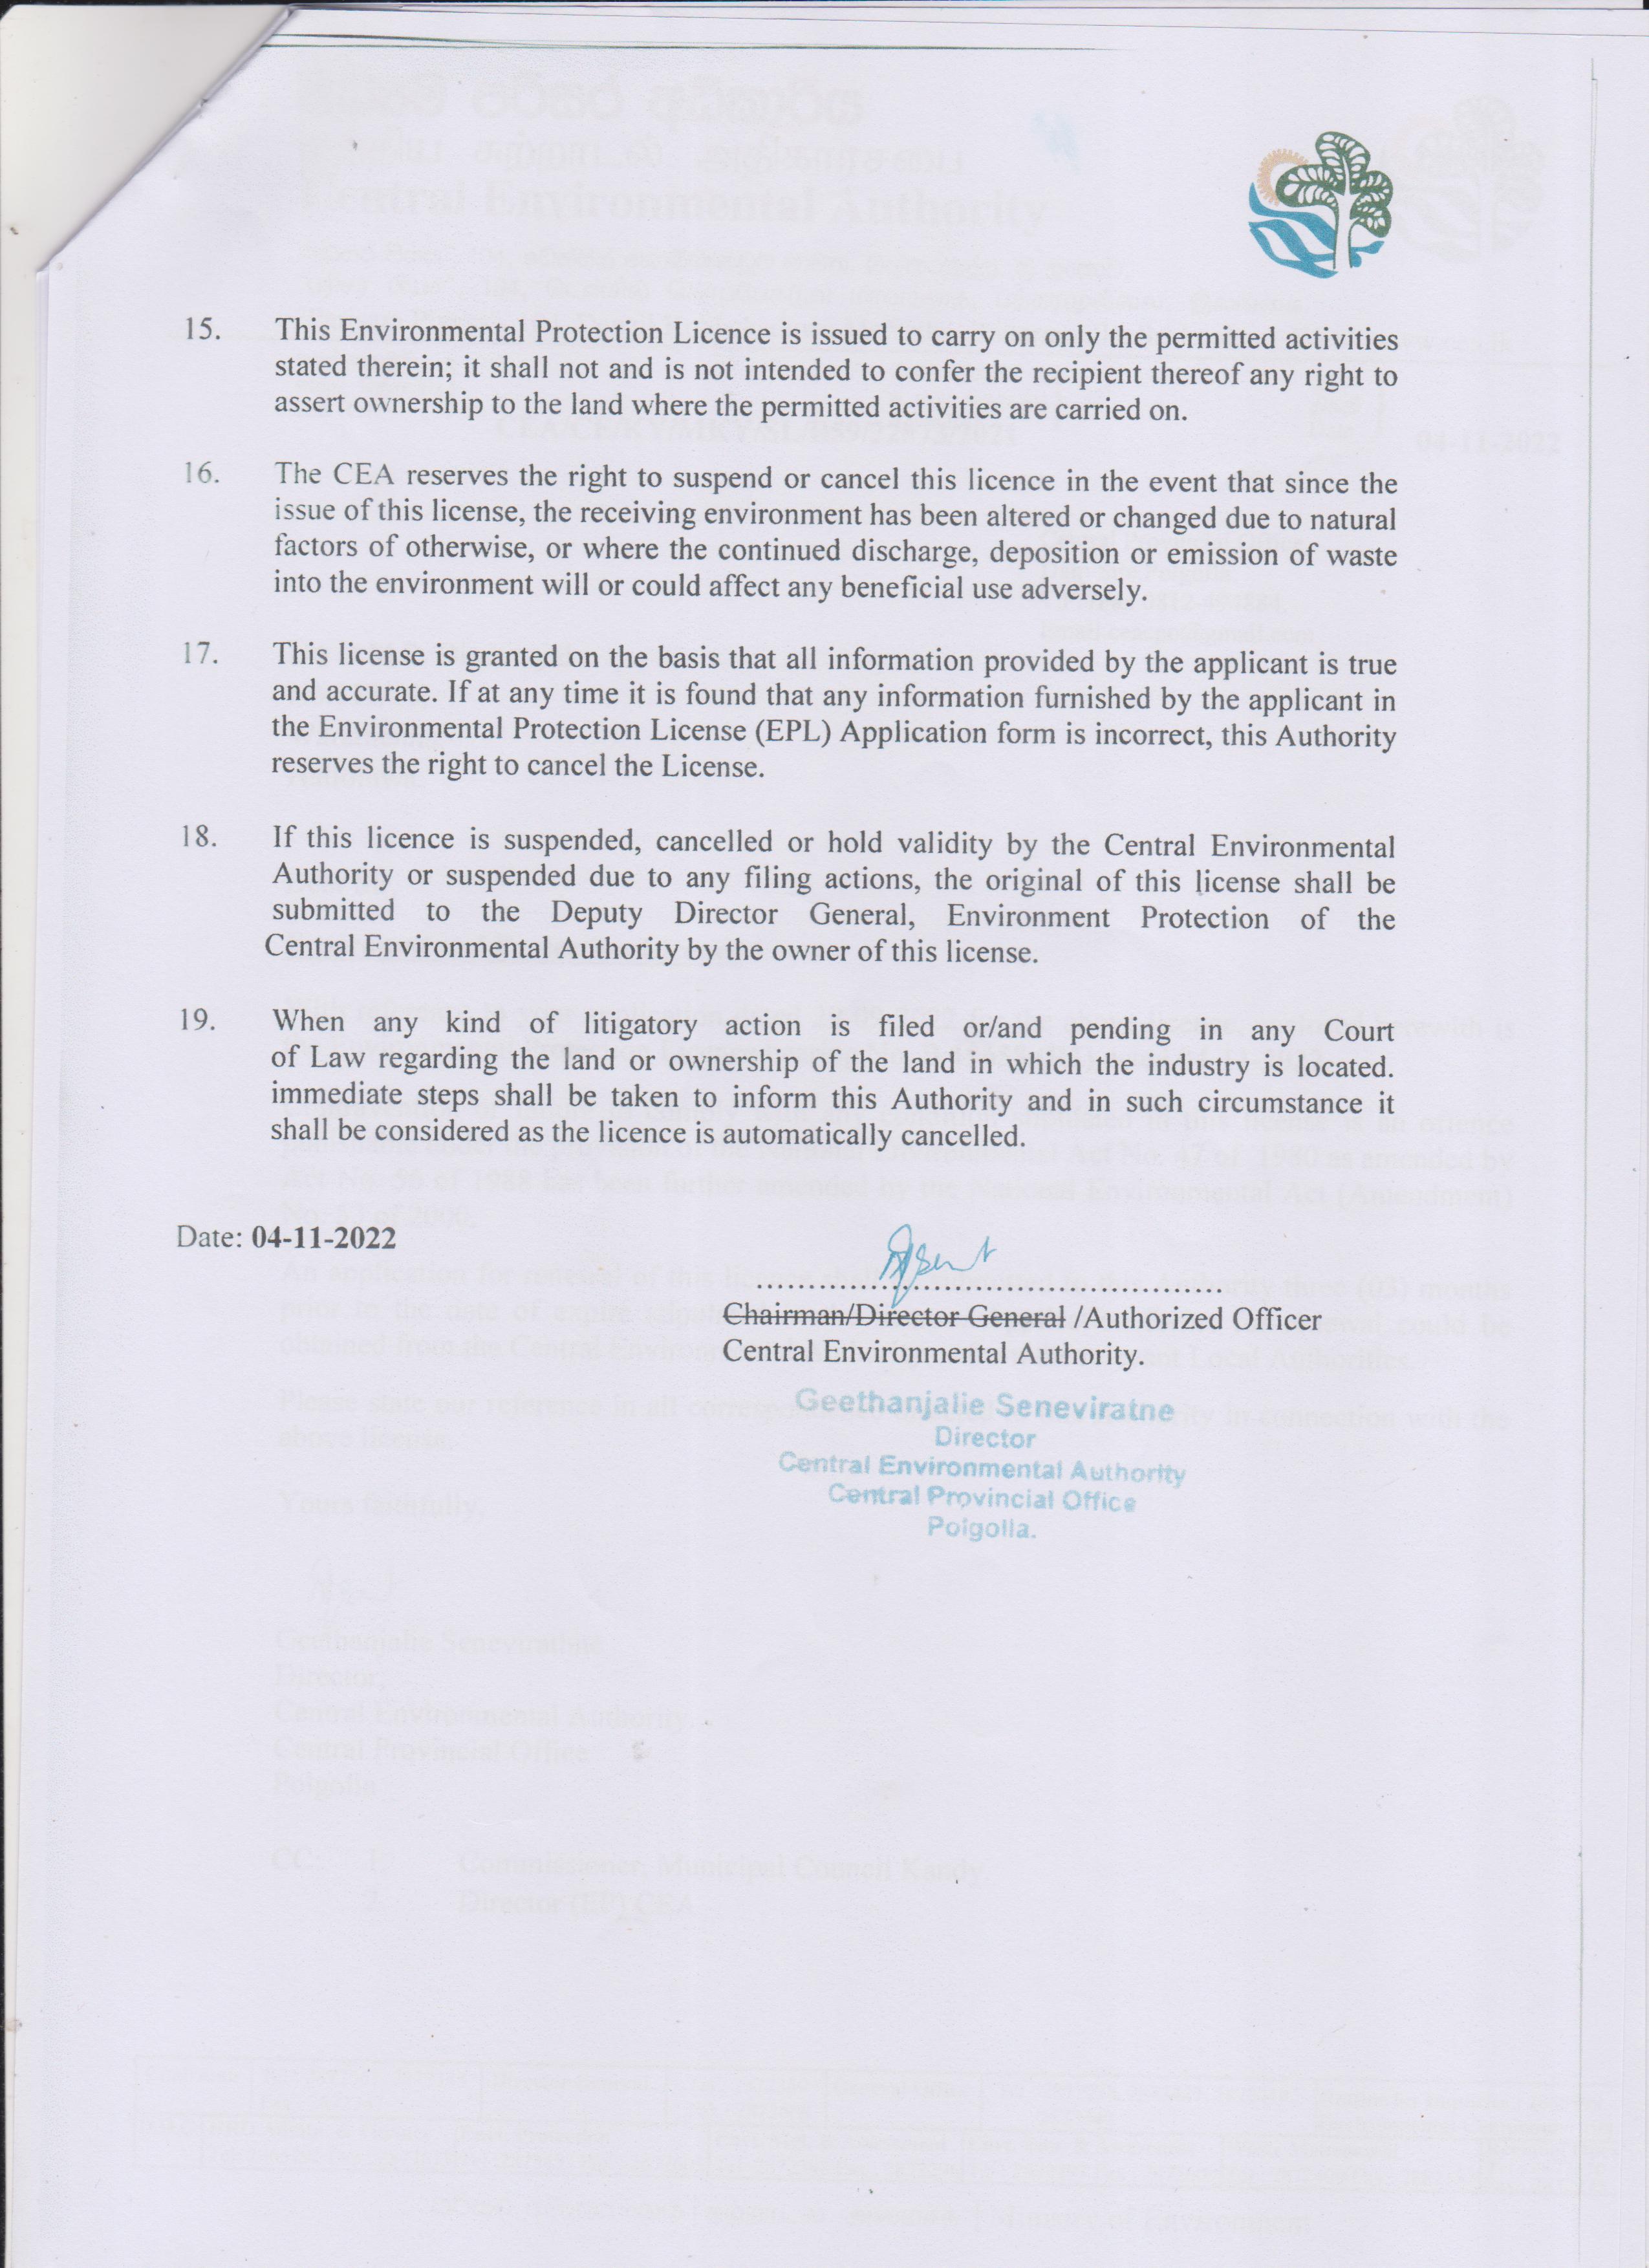 15. This Environmental Protection Licence is issued to carry on only the permitted activities
stated therein; it shall not and is not intended to confer the recipient thereof any right to
assert ownership to the land where the permitted activities are carried on.
16. The CEA reserves the right to suspend or cancel this licence in the event that since the
issue of this license, the receiving environment has been altered or changed due to natural
factors of otherwise, or where the continued discharge, deposition or emission of waste
into the environment will or could affect any beneficial use adversely.
17. This license is granted on the basis that all information provided by the applicant is true
and accurate. If at any time it is found that any information furnished by the applicant in
the Environmental Protection License (EPL) Application form is incorrect, this Authority
reserves the right to cancel the License.
18. If this licence is suspended, cancelled or hold validity by the Central Environmental
Authority or suspended due to any filing actions, the original of this license shall be
submitted to the Deputy Director General, Environment Protection of the
Central Environmental Authority by the owner of this license.
19. When any kind of litigatory action is filed or/and pending in any Court
of Law regarding the land or ownership of the land in which the industry is located.
immediate steps shall be taken to inform this Authority and in such circumstance it
shall be considered as the licence is automatically cancelled.
Date: 04-11-2022
Chairman/Director General /Authorized Officer
Central Environmental Authority.
Geethanjalie Seneviratne
Director
Central Environmental Authority
Central Provincial Office
Polgolla.